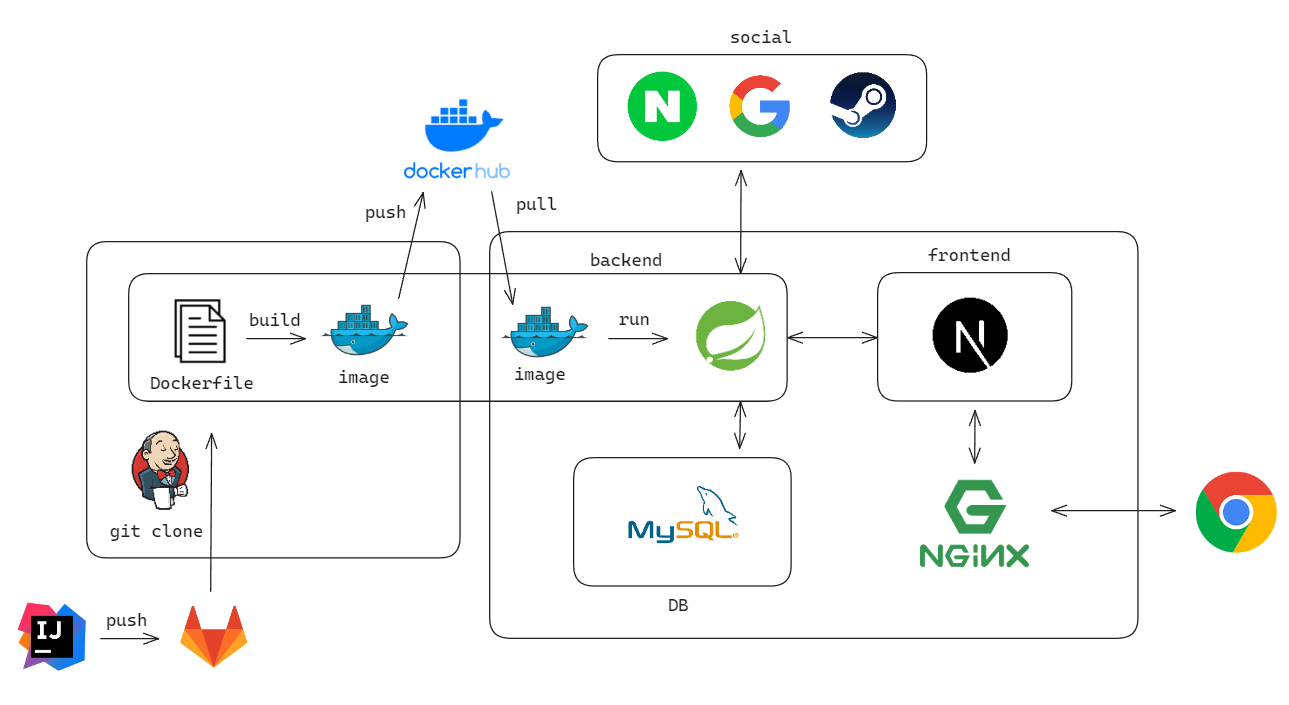 social
N
G
docker hub
push
pull
backend
frontend
build
run
N
Dockerfile
image
image
git clone
MySQL®
NGiNX
DB
IJ
push